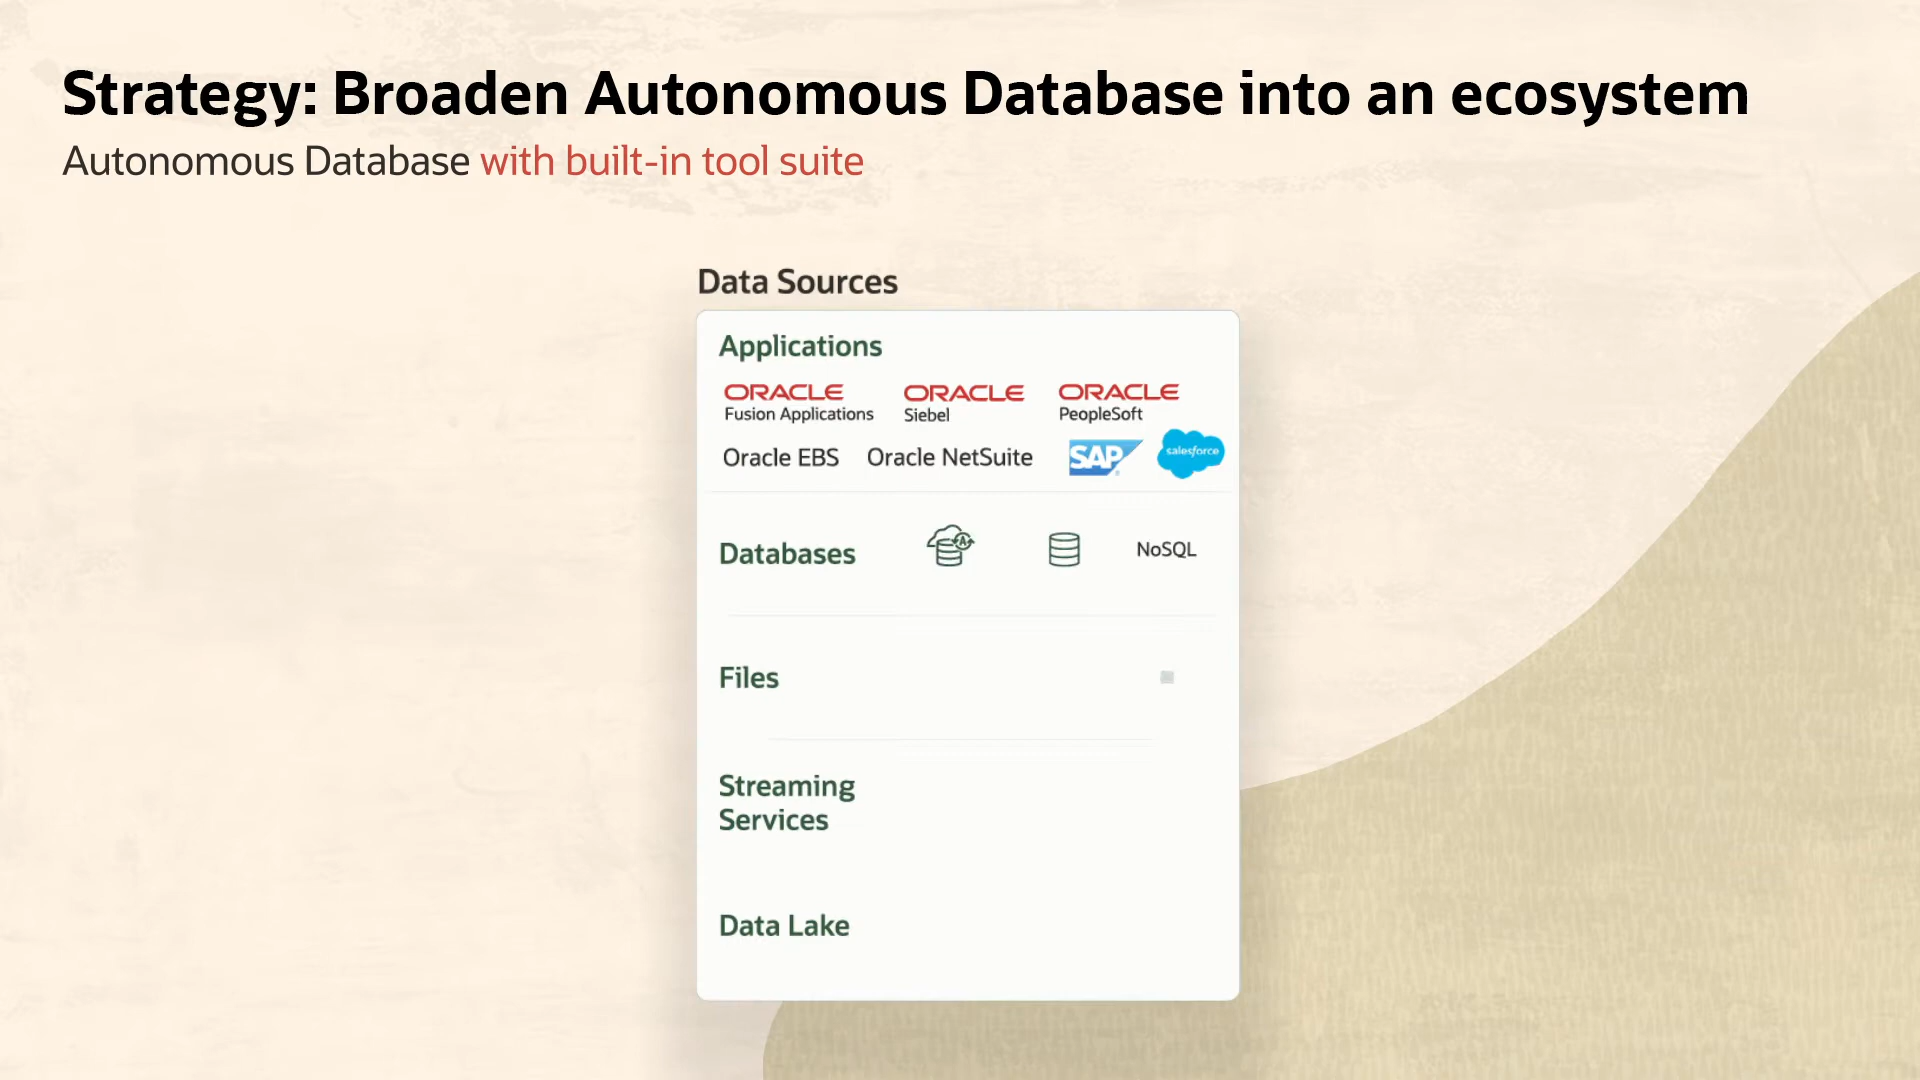 Strategy: Broaden Autonomous Database into an ecosystem
Autonomous Database with built-in tool suite
Data Sources
Applications
ORACLE ORACLE ORACLE
Fusion Applications Siebel PeopleSoft
Oracle EBS Oracle NetSuite SAP salesforce
Databases A NoSQL
Files
Streaming
Services
Data Lake